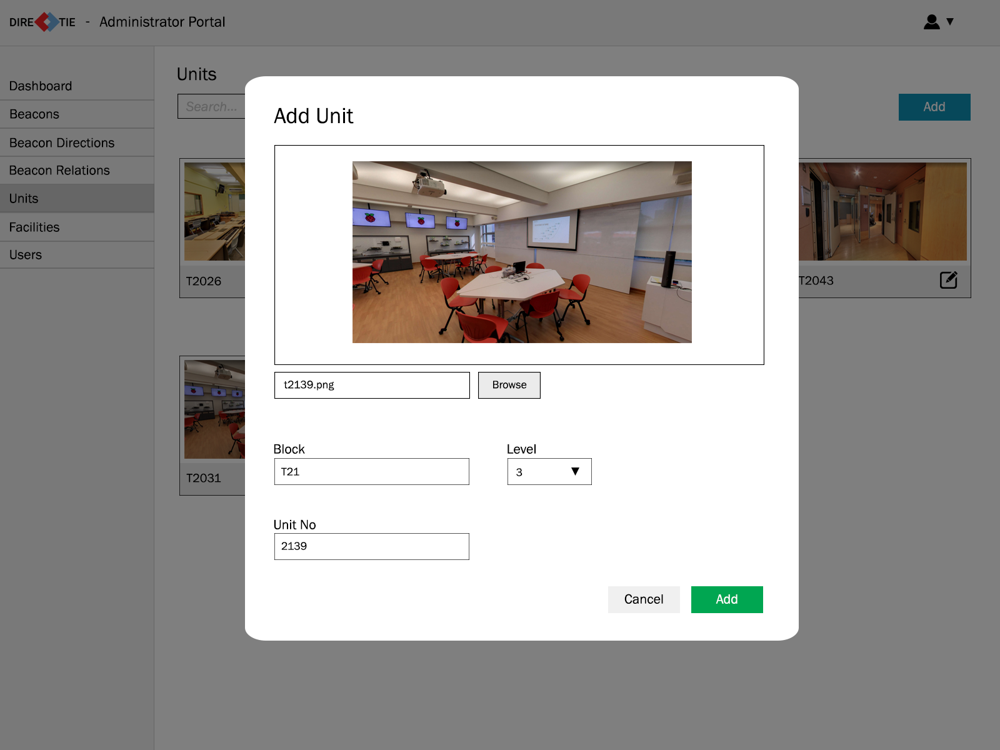 DIRE TIE - Administrator Portal
Dashboard
Beacons
Beacon Directions
Beacon Relations
Units
Facilities
Users
Units
Search...
Add
T2026
T2043
T2031
Add Unit
t2139.png
Browse
Block
T21
Level
3
Unit No
2139
Cancel
Add